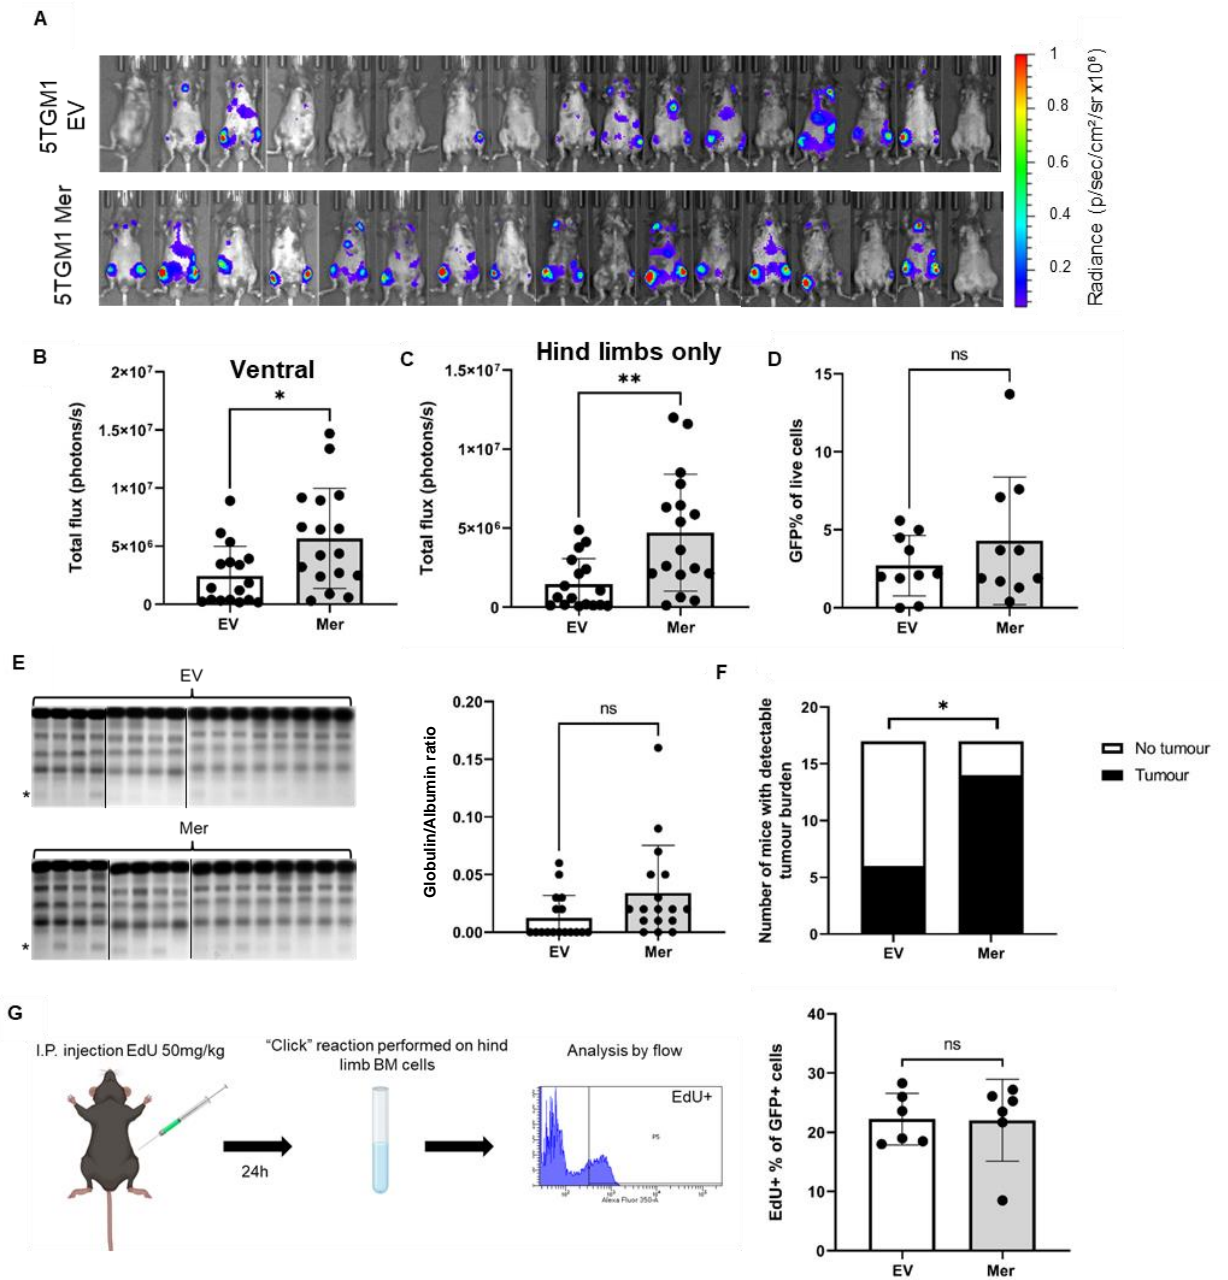 A
5TGM1
EV
5TGM1 Mer
1
0.8
0.6
0.4
0.2
Radiance (p/sec/cm²/sr x10⁶)
B
Ventral
*
Total flux (photons/s)
2×10⁷
1.5×10⁷
1×10⁷
5×10⁶
0
EV
Mer
C
Hind limbs only
**
Total flux (photons/s)
1.5×10⁷
1×10⁷
5×10⁶
0
EV
Mer
D
ns
GFP% of live cells
15
10
5
0
EV
Mer
E
EV
*
Mer
*
ns
Globulin/Albumin ratio
0.20
0.15
0.10
0.05
0.00
EV
Mer
F
*
Number of mice with detectable
tumour burden
20
15
10
5
0
EV
Mer
No tumour
Tumour
G
I.P. injection EdU 50mg/kg
24h
"Click" reaction performed on hind
limb BM cells
Analysis by flow
EdU+
P5
10²
10³
10⁴
10⁵
Alexa Fluor 350-A
ns
EdU+ % of GFP+ cells
40
30
20
10
0
EV
Mer